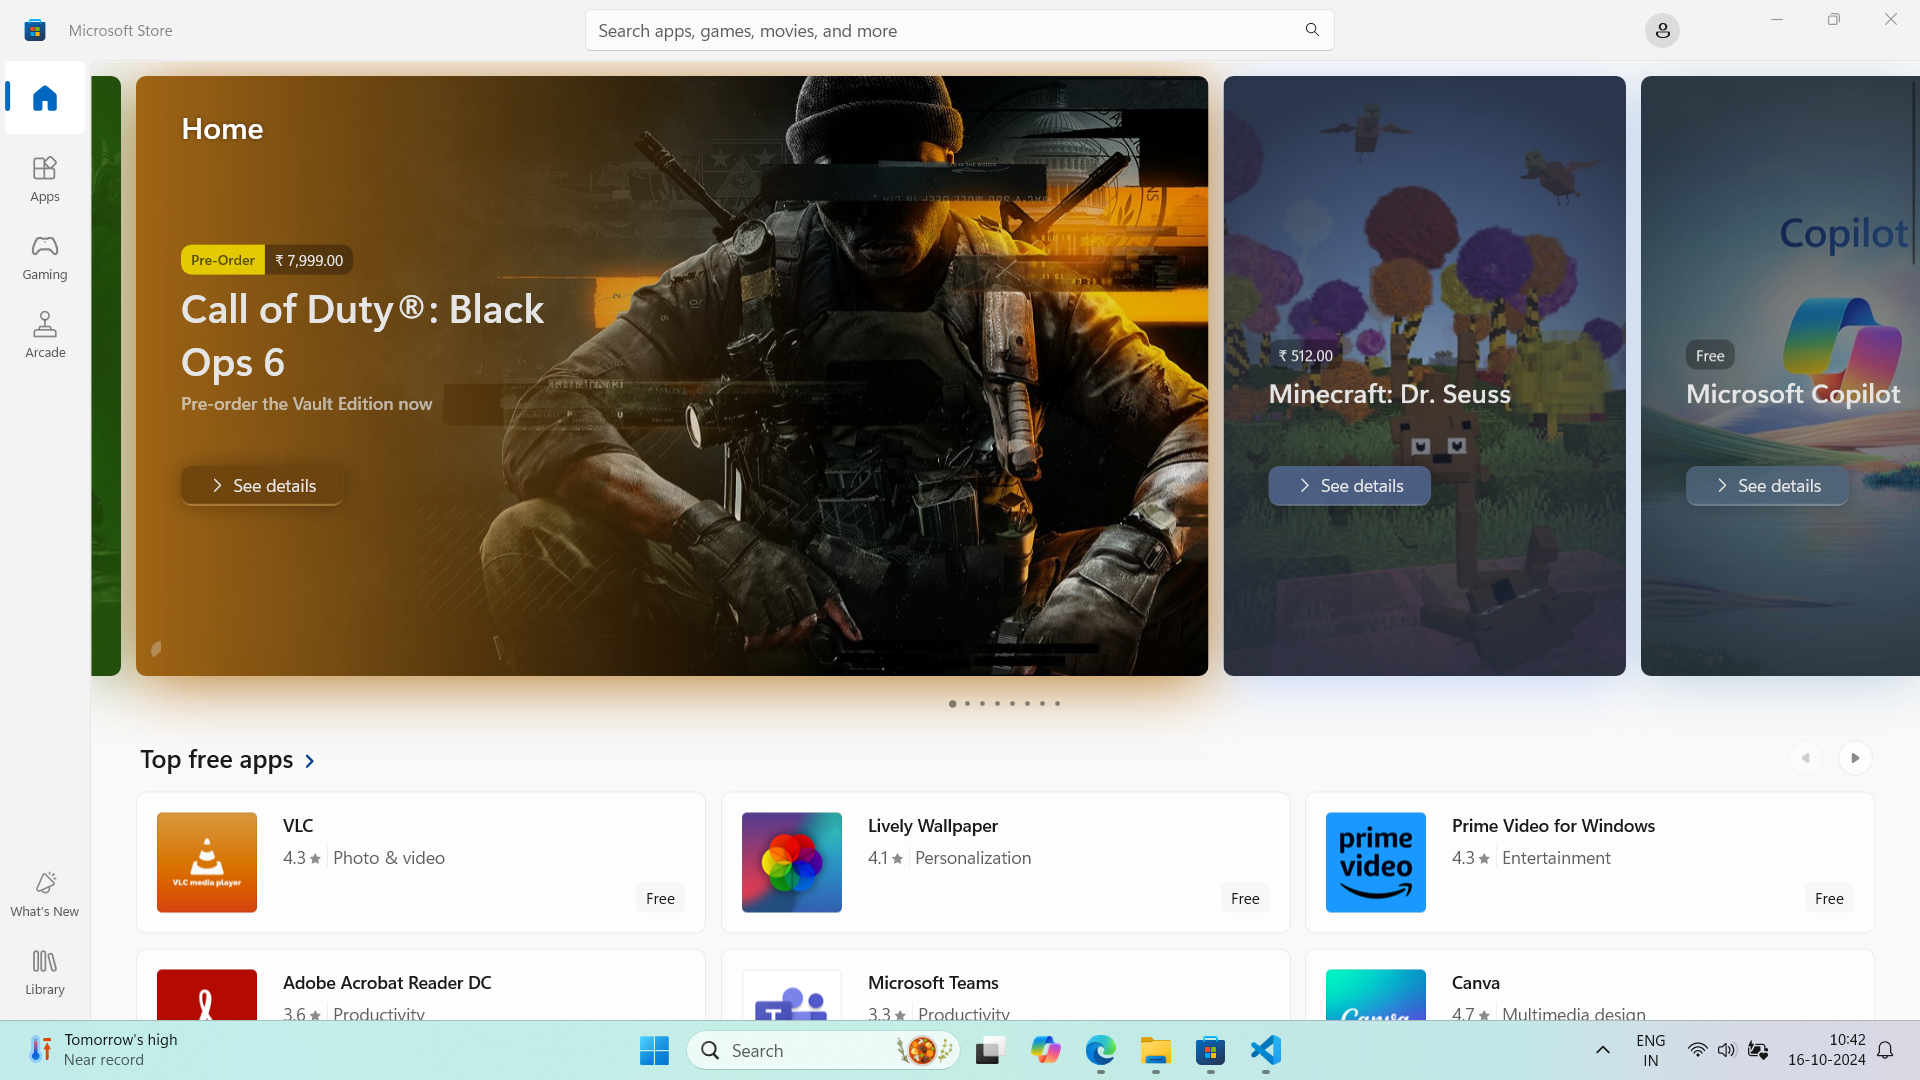 Microsoft Store
Search apps, games, movies, and more
Home
Apps
Gaming
Arcade
What's New
Library
Pre-Order ₹ 7,999.00
Call of Duty®: Black
Ops 6
Pre-order the Vault Edition now
See details
₹ 512.00
Minecraft: Dr. Seuss
See details
Copilot
Free
Microsoft Copilot
See details
Top free apps
VLC
4.3 Photo & video
Free
VLC media player
Lively Wallpaper
4.1 Personalization
Free
prime
video
Prime Video for Windows
4.3 Entertainment
Free
Adobe Acrobat Reader DC
3.6 Productivity
Microsoft Teams
3.3 Productivity
T
Canva
4.7 Multimedia design
Canva
Tomorrow's high
Near record
Search
ENG
IN
10:42
16-10-2024